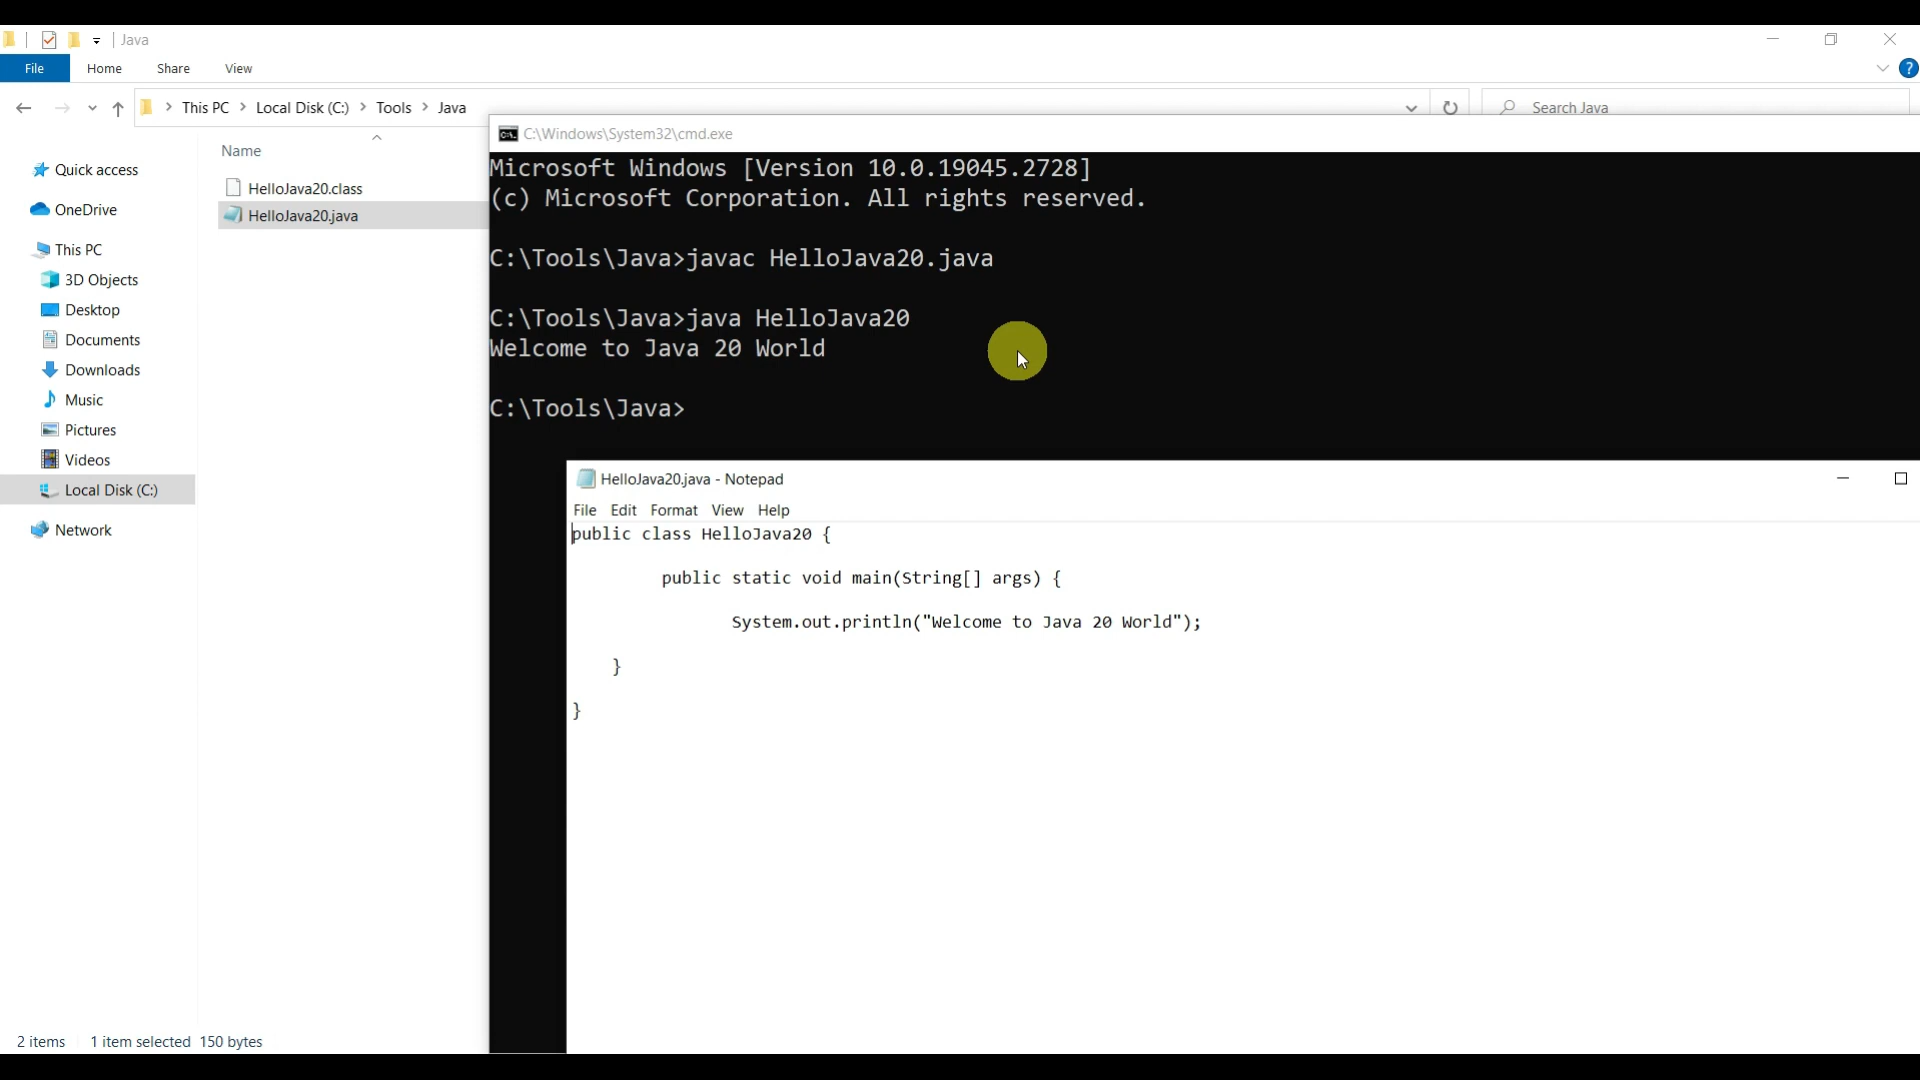 Java
File Home Share View
This PC Local Disk (C:) Tools Java
Search Java
Name
Quick access
OneDrive
This PC
3D Objects
Desktop
Documents
Downloads
Music
Pictures
Videos
Local Disk (C:)
Network
HelloJava20.class
HelloJava20.java
C:\Windows\System32\cmd.exe
Microsoft Windows [Version 10.0.19045.2728]
(c) Microsoft Corporation. All rights reserved.
C:\Tools\Java>javac HelloJava20.java
C:\Tools\Java>java HelloJava20
Welcome to Java 20 World
C:\Tools\Java>
HelloJava20.java - Notepad
File Edit Format View Help
public class HelloJava20 {
public static void main(String[] args) {
System.out.println("Welcome to Java 20 World");
}
}
2 items 1 item selected 150 bytes